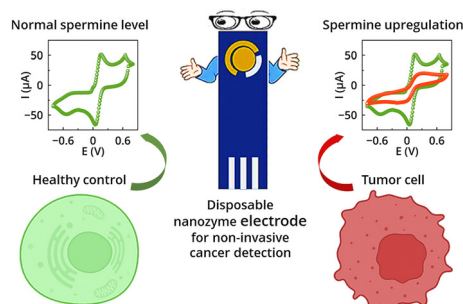 Normal spermine level
Spermine upregulation
50
0
−50
I (μA)
−0.6
0
0.6
E (V)
50
0
−50
I (μA)
−0.6
0
0.6
E (V)
Healthy control
Tumor cell
Disposable
nanozyme electrode
for non-invasive
cancer detection